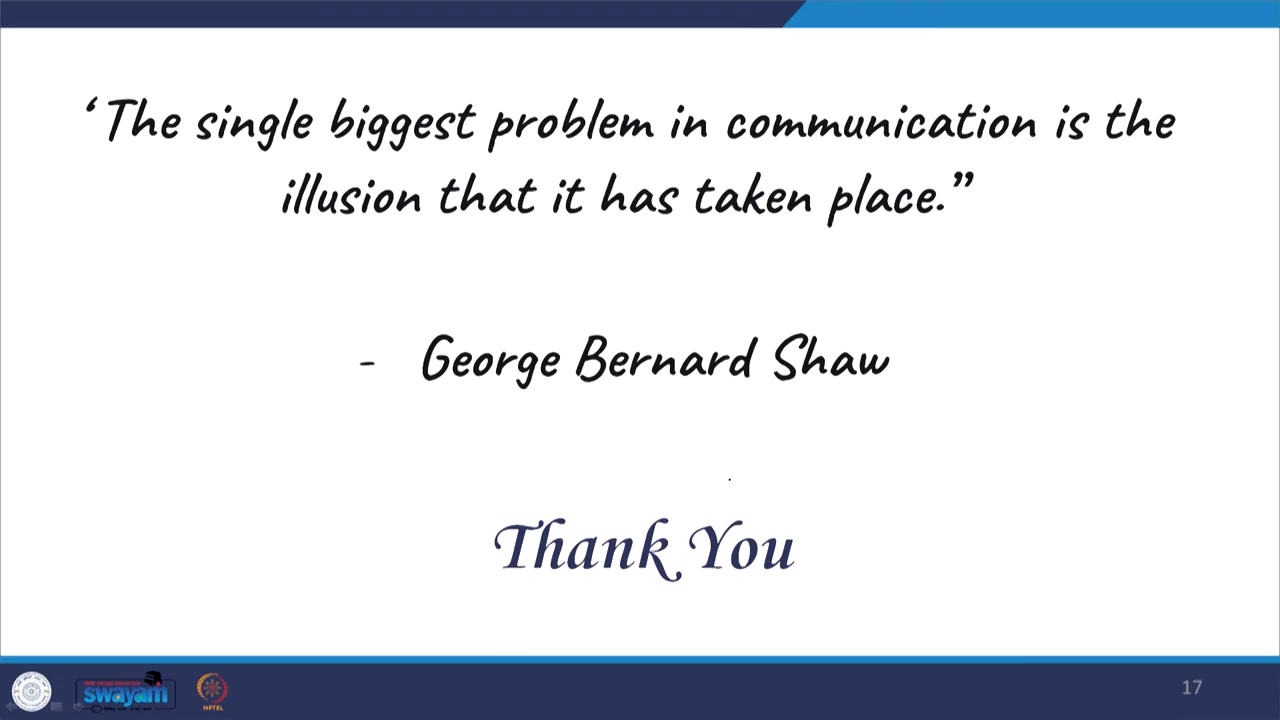 ‘ The single biggest problem in communication is the
illusion that it has taken place.”
- George Bernard Shaw
Thank You
swayam
NPTEL
17